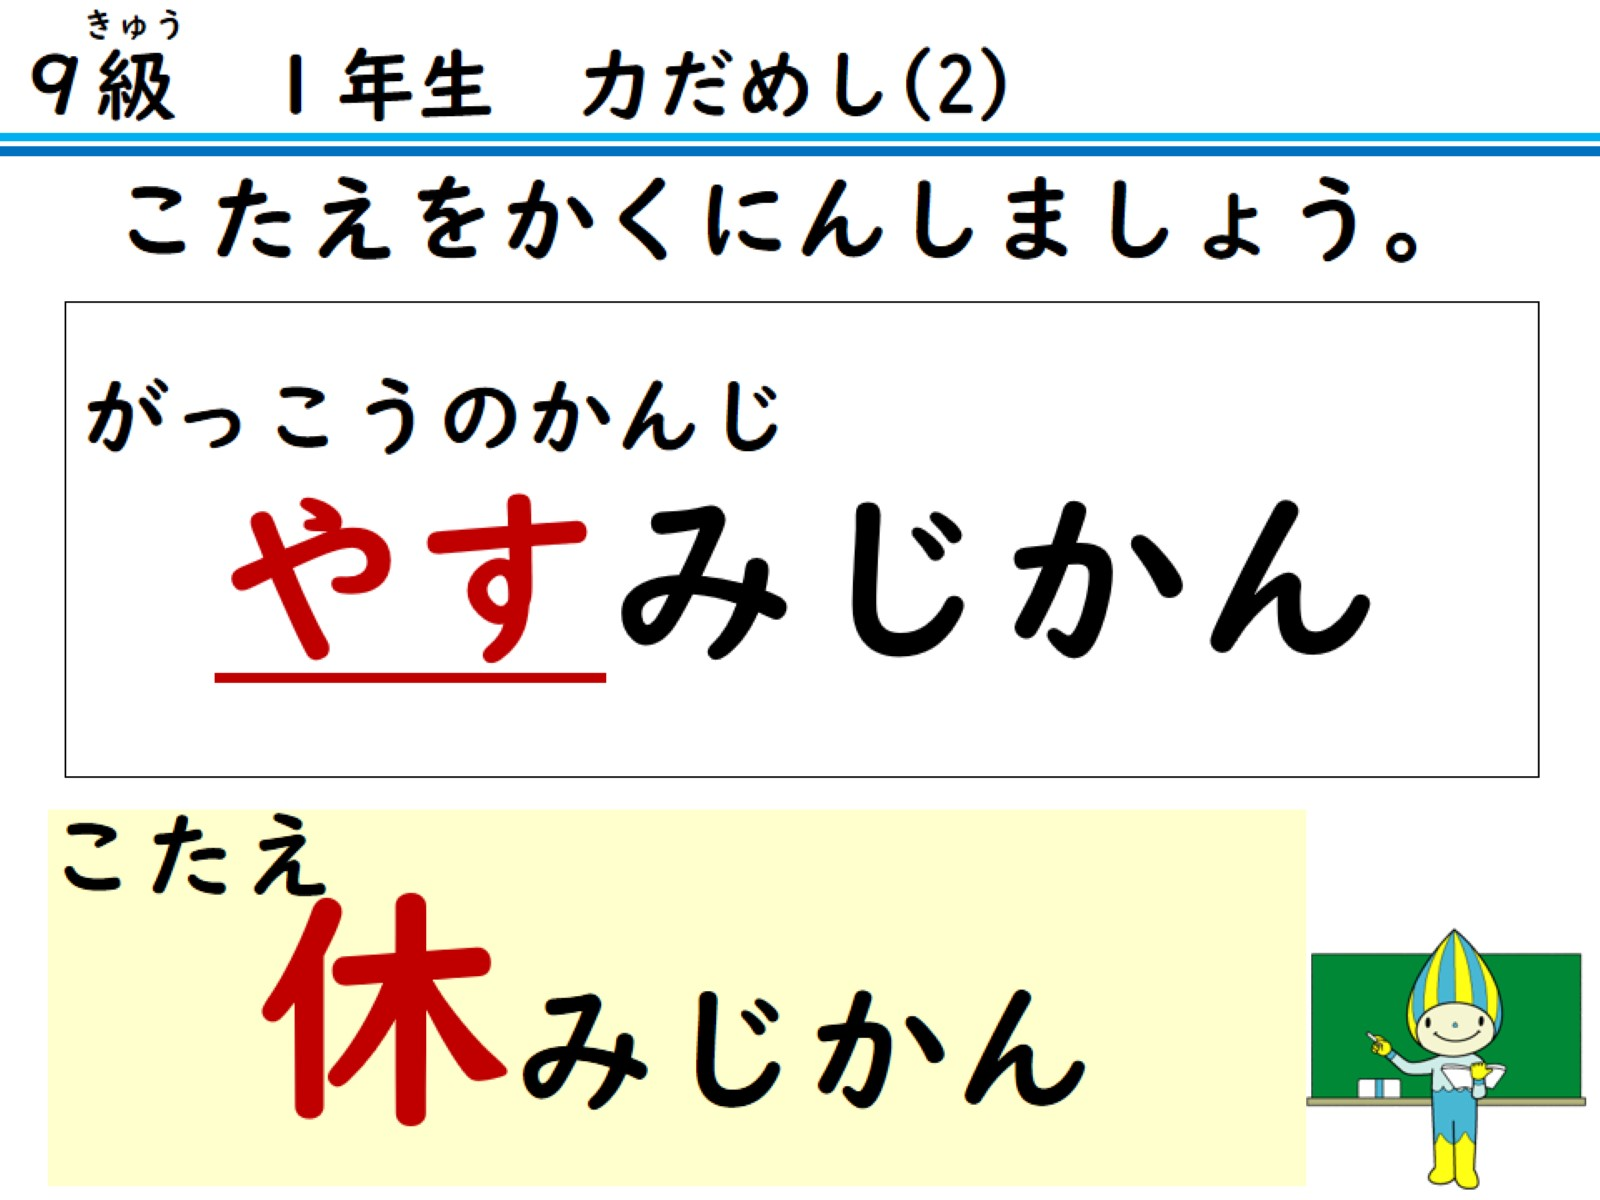 きゅう
９級　１年生　力だめし(2)
こたえをかくにんしましょう。
がっこうのかんじ
やすみじかん
こたえ
休みじかん